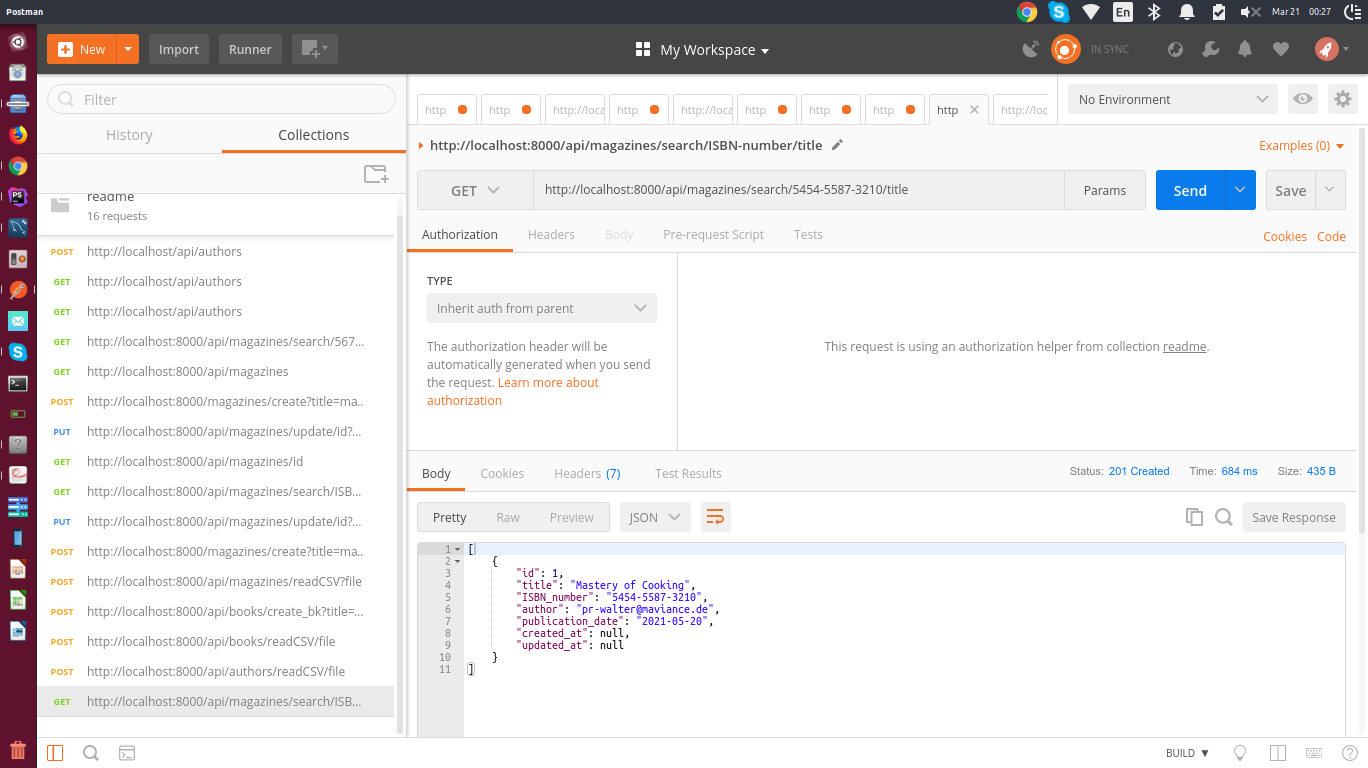 Postman
En
Mar 21 00:27
New
Import
Runner
My Workspace
IN SYNC
Filter
History
Collections
readme
16 requests
POST http://localhost/api/authors
GET http://localhost/api/authors
GET http://localhost/api/authors
GET http://localhost:8000/api/magazines/search/567...
GET http://localhost:8000/api/magazines
POST http://localhost:8000/magazines/create?title=ma..
PUT http://localhost:8000/api/magazines/update/id?...
GET http://localhost:8000/api/magazines/id
GET http://localhost:8000/api/magazines/search/ISB...
PUT http://localhost:8000/api/magazines/update/id?...
POST http://localhost:8000/magazines/create?title=ma..
POST http://localhost:8000/api/magazines/readCSV?file
POST http://localhost:8000/api/books/create_bk?title=...
POST http://localhost:8000/api/books/readCSV/file
POST http://localhost:8000/api/authors/readCSV/file
GET http://localhost:8000/api/magazines/search/ISB...
http http http://loca http http://loca http http http http http://loc
No Environment
http://localhost:8000/api/magazines/search/ISBN-number/title
Examples (0)
GET
http://localhost:8000/api/magazines/search/5454-5587-3210/title
Params
Send
Save
Authorization Headers Body Pre-request Script Tests
Cookies Code
TYPE
Inherit auth from parent
The authorization header will be
automatically generated when you send
the request. Learn more about
authorization
This request is using an authorization helper from collection readme.
Body Cookies Headers (7) Test Results
Status: 201 Created Time: 684 ms Size: 435 B
Pretty Raw Preview
JSON
Save Response
1 [
2 {
3 "id": 1,
4 "title": "Mastery of Cooking",
5 "ISBN_number": "5454-5587-3210",
6 "author": "pr-walter@maviance.de",
7 "publication_date": "2021-05-20",
8 "created_at": null,
9 "updated_at": null
10 }
11 ]
BUILD